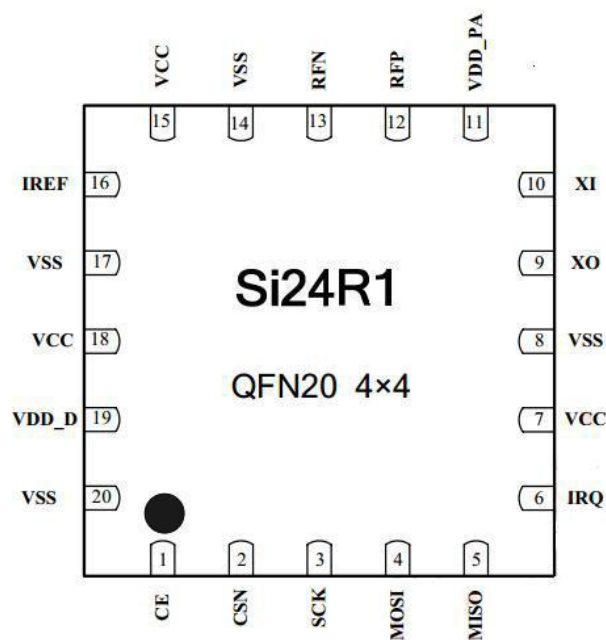 VCC VSS RFN RFP VDD_PA
15 14 13 12 11
IREF 16 10 XI
VSS 17 9 XO
Si24R1
VCC 18 8 VSS
QFN20 4×4
VDD_D 19 7 VCC
VSS 20 6 IRQ
1 2 3 4 5
CE CSN SCK MOSI MISO